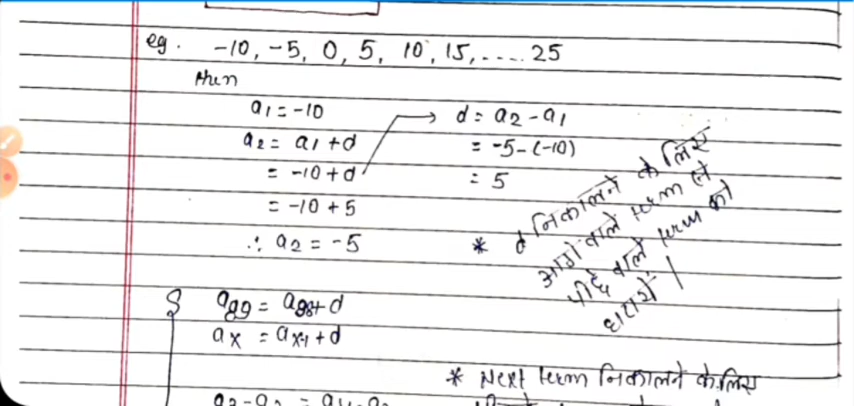 eg. -10, -5, 0, 5, 10, 15, .... 25
then
a1 = -10
a2 = a1 + d
= -10 + d
= -10 + 5
∴ a2 = -5
d = a2 - a1
= -5 - (-10)
= 5
* d निकालने के लिए
आगे वाले term से
पीछे वाले term को
घटायें।
a99 = a98 + d
ax = ax-1 + d
* Next term निकालने के लिए